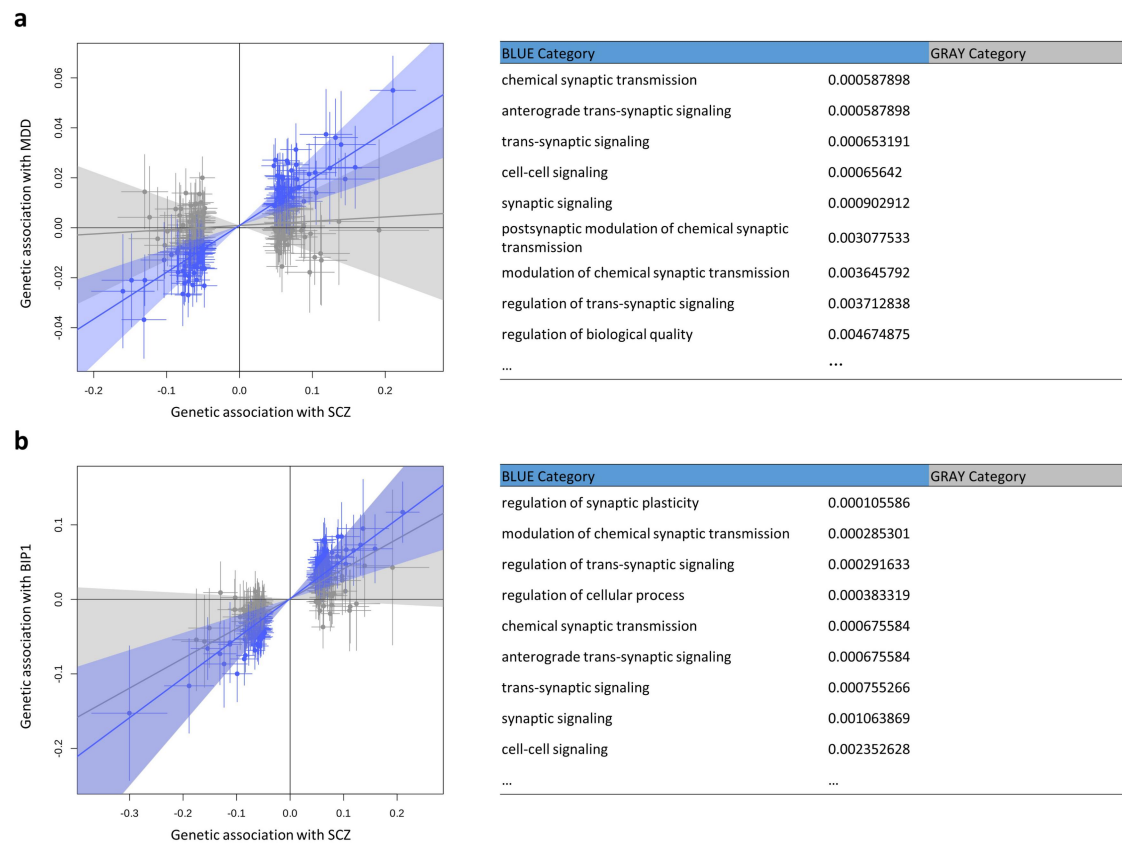 a
Genetic association with MDD
0.06
0.04
0.02
0.00
-0.02
-0.04
-0.2 -0.1 0.0 0.1 0.2
Genetic association with SCZ
BLUE Category GRAY Category
chemical synaptic transmission 0.000587898
anterograde trans-synaptic signaling 0.000587898
trans-synaptic signaling 0.000653191
cell-cell signaling 0.00065642
synaptic signaling 0.000902912
postsynaptic modulation of chemical synaptic
transmission 0.003077533
modulation of chemical synaptic transmission 0.003645792
regulation of trans-synaptic signaling 0.003712838
regulation of biological quality 0.004674875
... ...
b
Genetic association with BIP1
0.1
0.0
-0.1
-0.2
-0.3 -0.2 -0.1 0.0 0.1 0.2
Genetic association with SCZ
BLUE Category GRAY Category
regulation of synaptic plasticity 0.000105586
modulation of chemical synaptic transmission 0.000285301
regulation of trans-synaptic signaling 0.000291633
regulation of cellular process 0.000383319
chemical synaptic transmission 0.000675584
anterograde trans-synaptic signaling 0.000675584
trans-synaptic signaling 0.000755266
synaptic signaling 0.001063869
cell-cell signaling 0.002352628
... ...